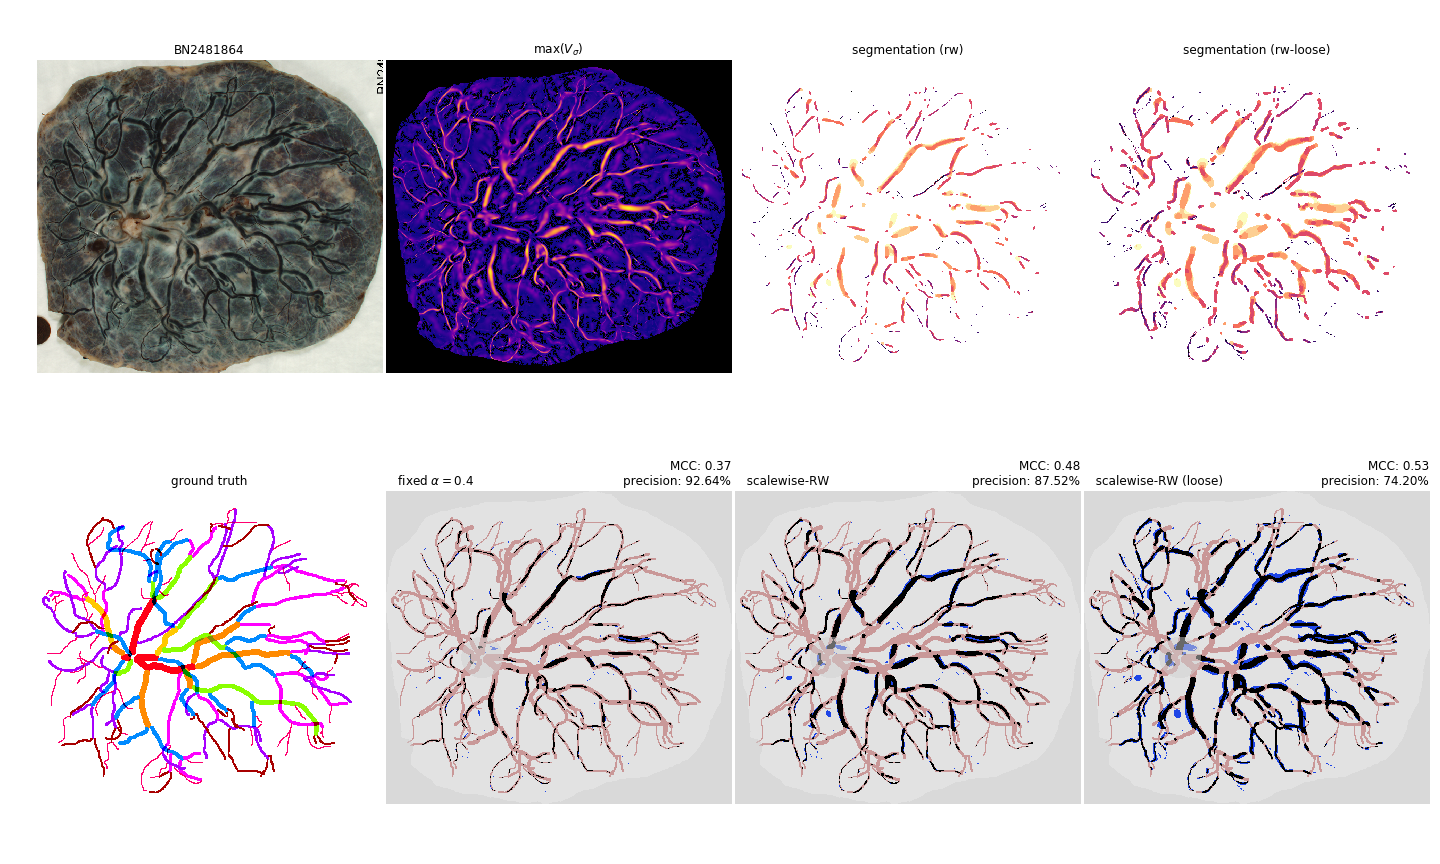 BN2481864
max(Vσ)
segmentation (rw)
segmentation (rw-loose)
ground truth
fixed α = 0.4
MCC: 0.37
precision: 92.64%
scalewise-RW
MCC: 0.48
precision: 87.52%
scalewise-RW (loose)
MCC: 0.53
precision: 74.20%